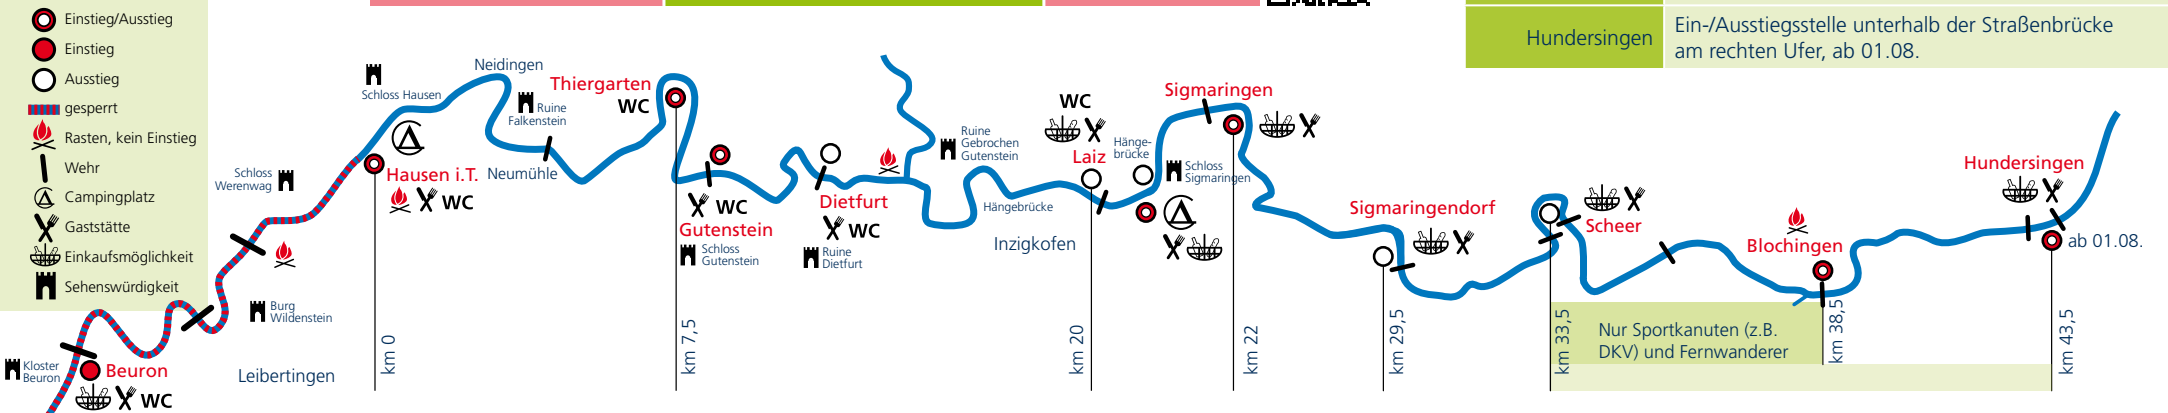 Einstieg/Ausstieg
Einstieg
Ausstieg
gesperrt
Rasten, kein Einstieg
Wehr
Campingplatz
Gaststätte
Einkaufsmöglichkeit
Sehenswürdigkeit
Hundersingen
Ein-/Ausstiegsstelle unterhalb der Straßenbrücke
am rechten Ufer, ab 01.08.
Kloster
Beuron
Beuron
WC
Leibertingen
Burg
Wildenstein
Schloss
Werenwag
Schloss Hausen
Hausen i.T.
WC
km 0
Neidingen
Ruine
Falkenstein
Neumühle
Thiergarten
WC
km 7,5
WC
Gutenstein
Schloss
Gutenstein
Dietfurt
WC
Ruine
Dietfurt
Ruine
Gebrochen
Gutenstein
Hängebrücke
Inzigkofen
WC
Laiz
km 20
Hänge-
brücke
Schloss
Sigmaringen
Sigmaringen
km 22
Sigmaringendorf
km 29,5
Scheer
km 33,5
Nur Sportkanuten (z.B.
DKV) und Fernwanderer
Blochingen
km 38,5
Hundersingen
ab 01.08.
km 43,5